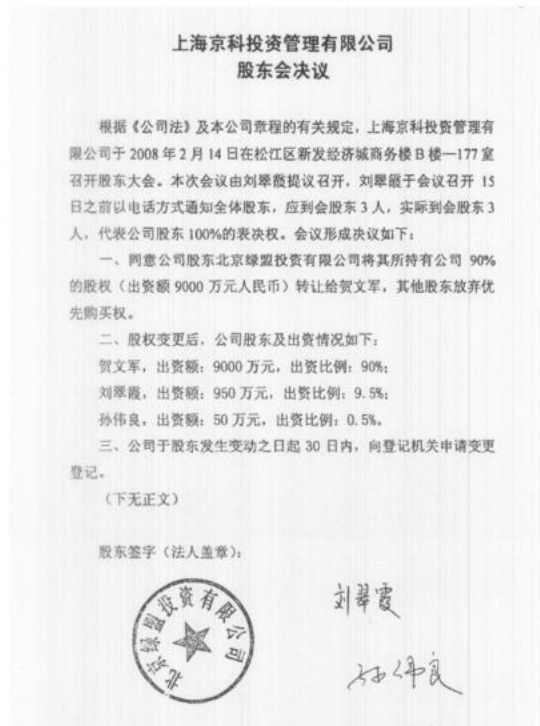 上海京科投资管理有限公司
股东会决议
根据《公司法》及本公司章程的有关规定，上海京科投资管理有
限公司于 2008 年 2 月 14 日在松江区新发经济城商务楼 B 楼—177 室
召开股东大会。本次会议由刘翠霞提议召开，刘翠霞于会议召开 15
日之前以电话方式通知全体股东，应到会股东 3 人，实际到会股东 3
人，代表公司股东 100%的表决权。会议形成决议如下：
一、同意公司股东北京绿盟投资有限公司将其所持有公司 90%
的股权（出资额 9000 万元人民币）转让给贺文军，其他股东放弃优
先购买权。
二、股权变更后，公司股东及出资情况如下：
贺文军，出资额：9000 万元，出资比例：90%；
刘翠霞，出资额：950 万元，出资比例：9.5%；
孙伟良，出资额：50 万元，出资比例：0.5%。
三、公司于股东发生变动之日起 30 日内，向登记机关申请变更
登记。
（下无正文）
股东签字（法人盖章）：
北京绿盟投资有限公司
刘翠霞
孙伟良